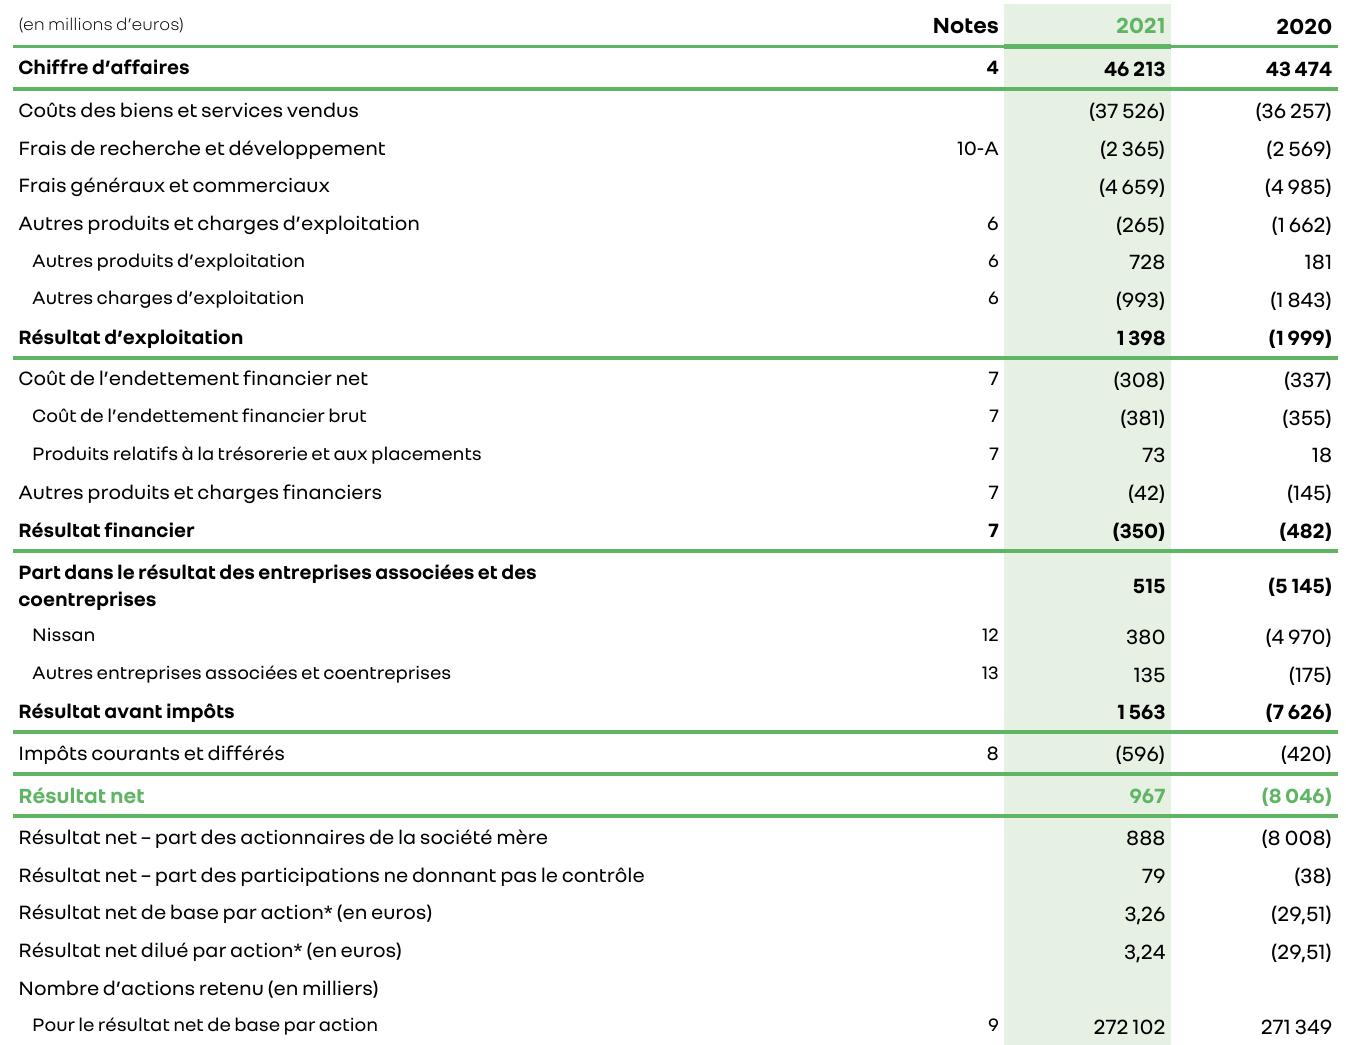 (en millions d’euros) Notes 2021 2020
Chiffre d’affaires 4 46 213 43 474
Coûts des biens et services vendus (37 526) (36 257)
Frais de recherche et développement 10-A (2 365) (2 569)
Frais généraux et commerciaux (4 659) (4 985)
Autres produits et charges d’exploitation 6 (265) (1 662)
Autres produits d’exploitation 6 728 181
Autres charges d’exploitation 6 (993) (1 843)
Résultat d’exploitation 1 398 (1 999)
Coût de l’endettement financier net 7 (308) (337)
Coût de l’endettement financier brut 7 (381) (355)
Produits relatifs à la trésorerie et aux placements 7 73 18
Autres produits et charges financiers 7 (42) (145)
Résultat financier 7 (350) (482)
Part dans le résultat des entreprises associées et des
coentreprises 515 (5 145)
Nissan 12 380 (4 970)
Autres entreprises associées et coentreprises 13 135 (175)
Résultat avant impôts 1 563 (7 626)
Impôts courants et différés 8 (596) (420)
Résultat net 967 (8 046)
Résultat net – part des actionnaires de la société mère 888 (8 008)
Résultat net – part des participations ne donnant pas le contrôle 79 (38)
Résultat net de base par action* (en euros) 3,26 (29,51)
Résultat net dilué par action* (en euros) 3,24 (29,51)
Nombre d’actions retenu (en milliers)
Pour le résultat net de base par action 9 272 102 271 349